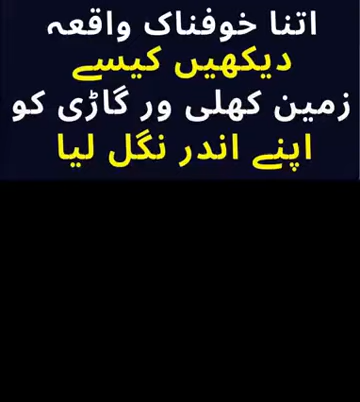 اتنا خوفناک واقعہ
دیکھیں کیسے
زمین کھلی ور گاڑی کو
اپنے اندر نگل لیا